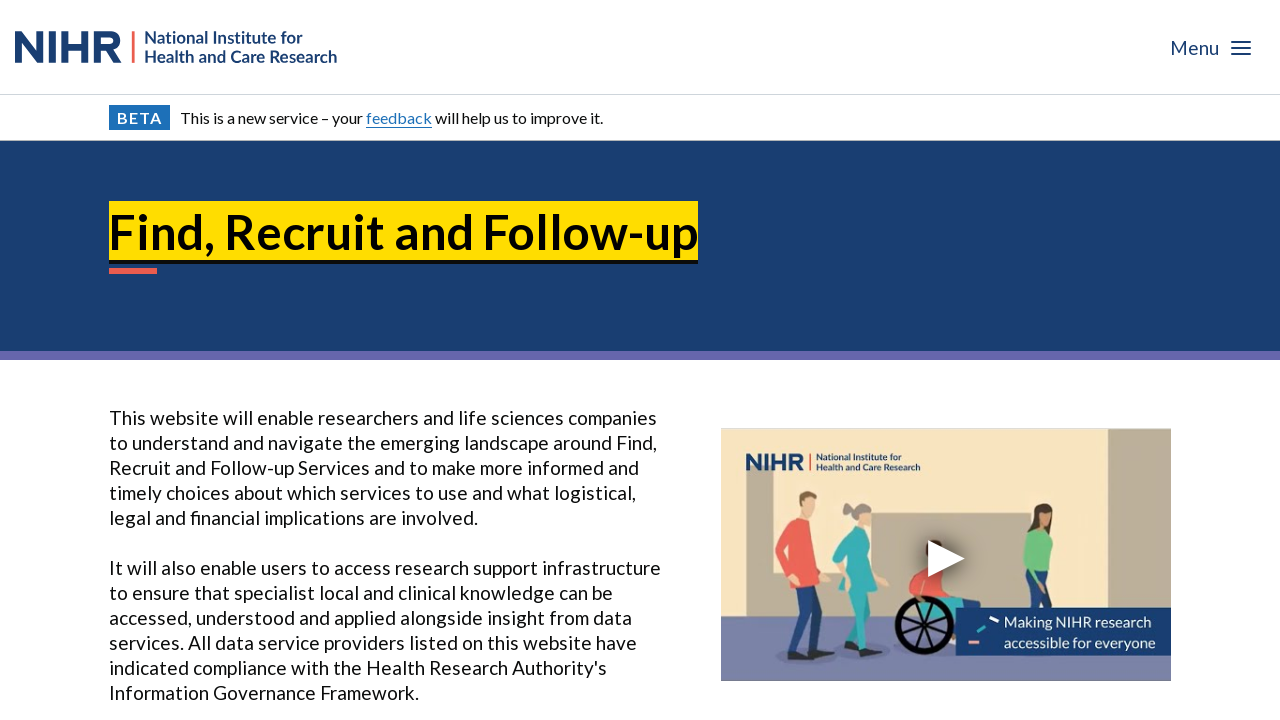 NIHR | National Institute for
Health and Care Research
Menu
BETA This is a new service – your feedback will help us to improve it.
Find, Recruit and Follow-up
This website will enable researchers and life sciences companies
to understand and navigate the emerging landscape around Find,
Recruit and Follow-up Services and to make more informed and
timely choices about which services to use and what logistical,
legal and financial implications are involved.
It will also enable users to access research support infrastructure
to ensure that specialist local and clinical knowledge can be
accessed, understood and applied alongside insight from data
services. All data service providers listed on this website have
indicated compliance with the Health Research Authority's
Information Governance Framework.
NIHR | National Institute for
Health and Care Research
Making NIHR research
accessible for everyone